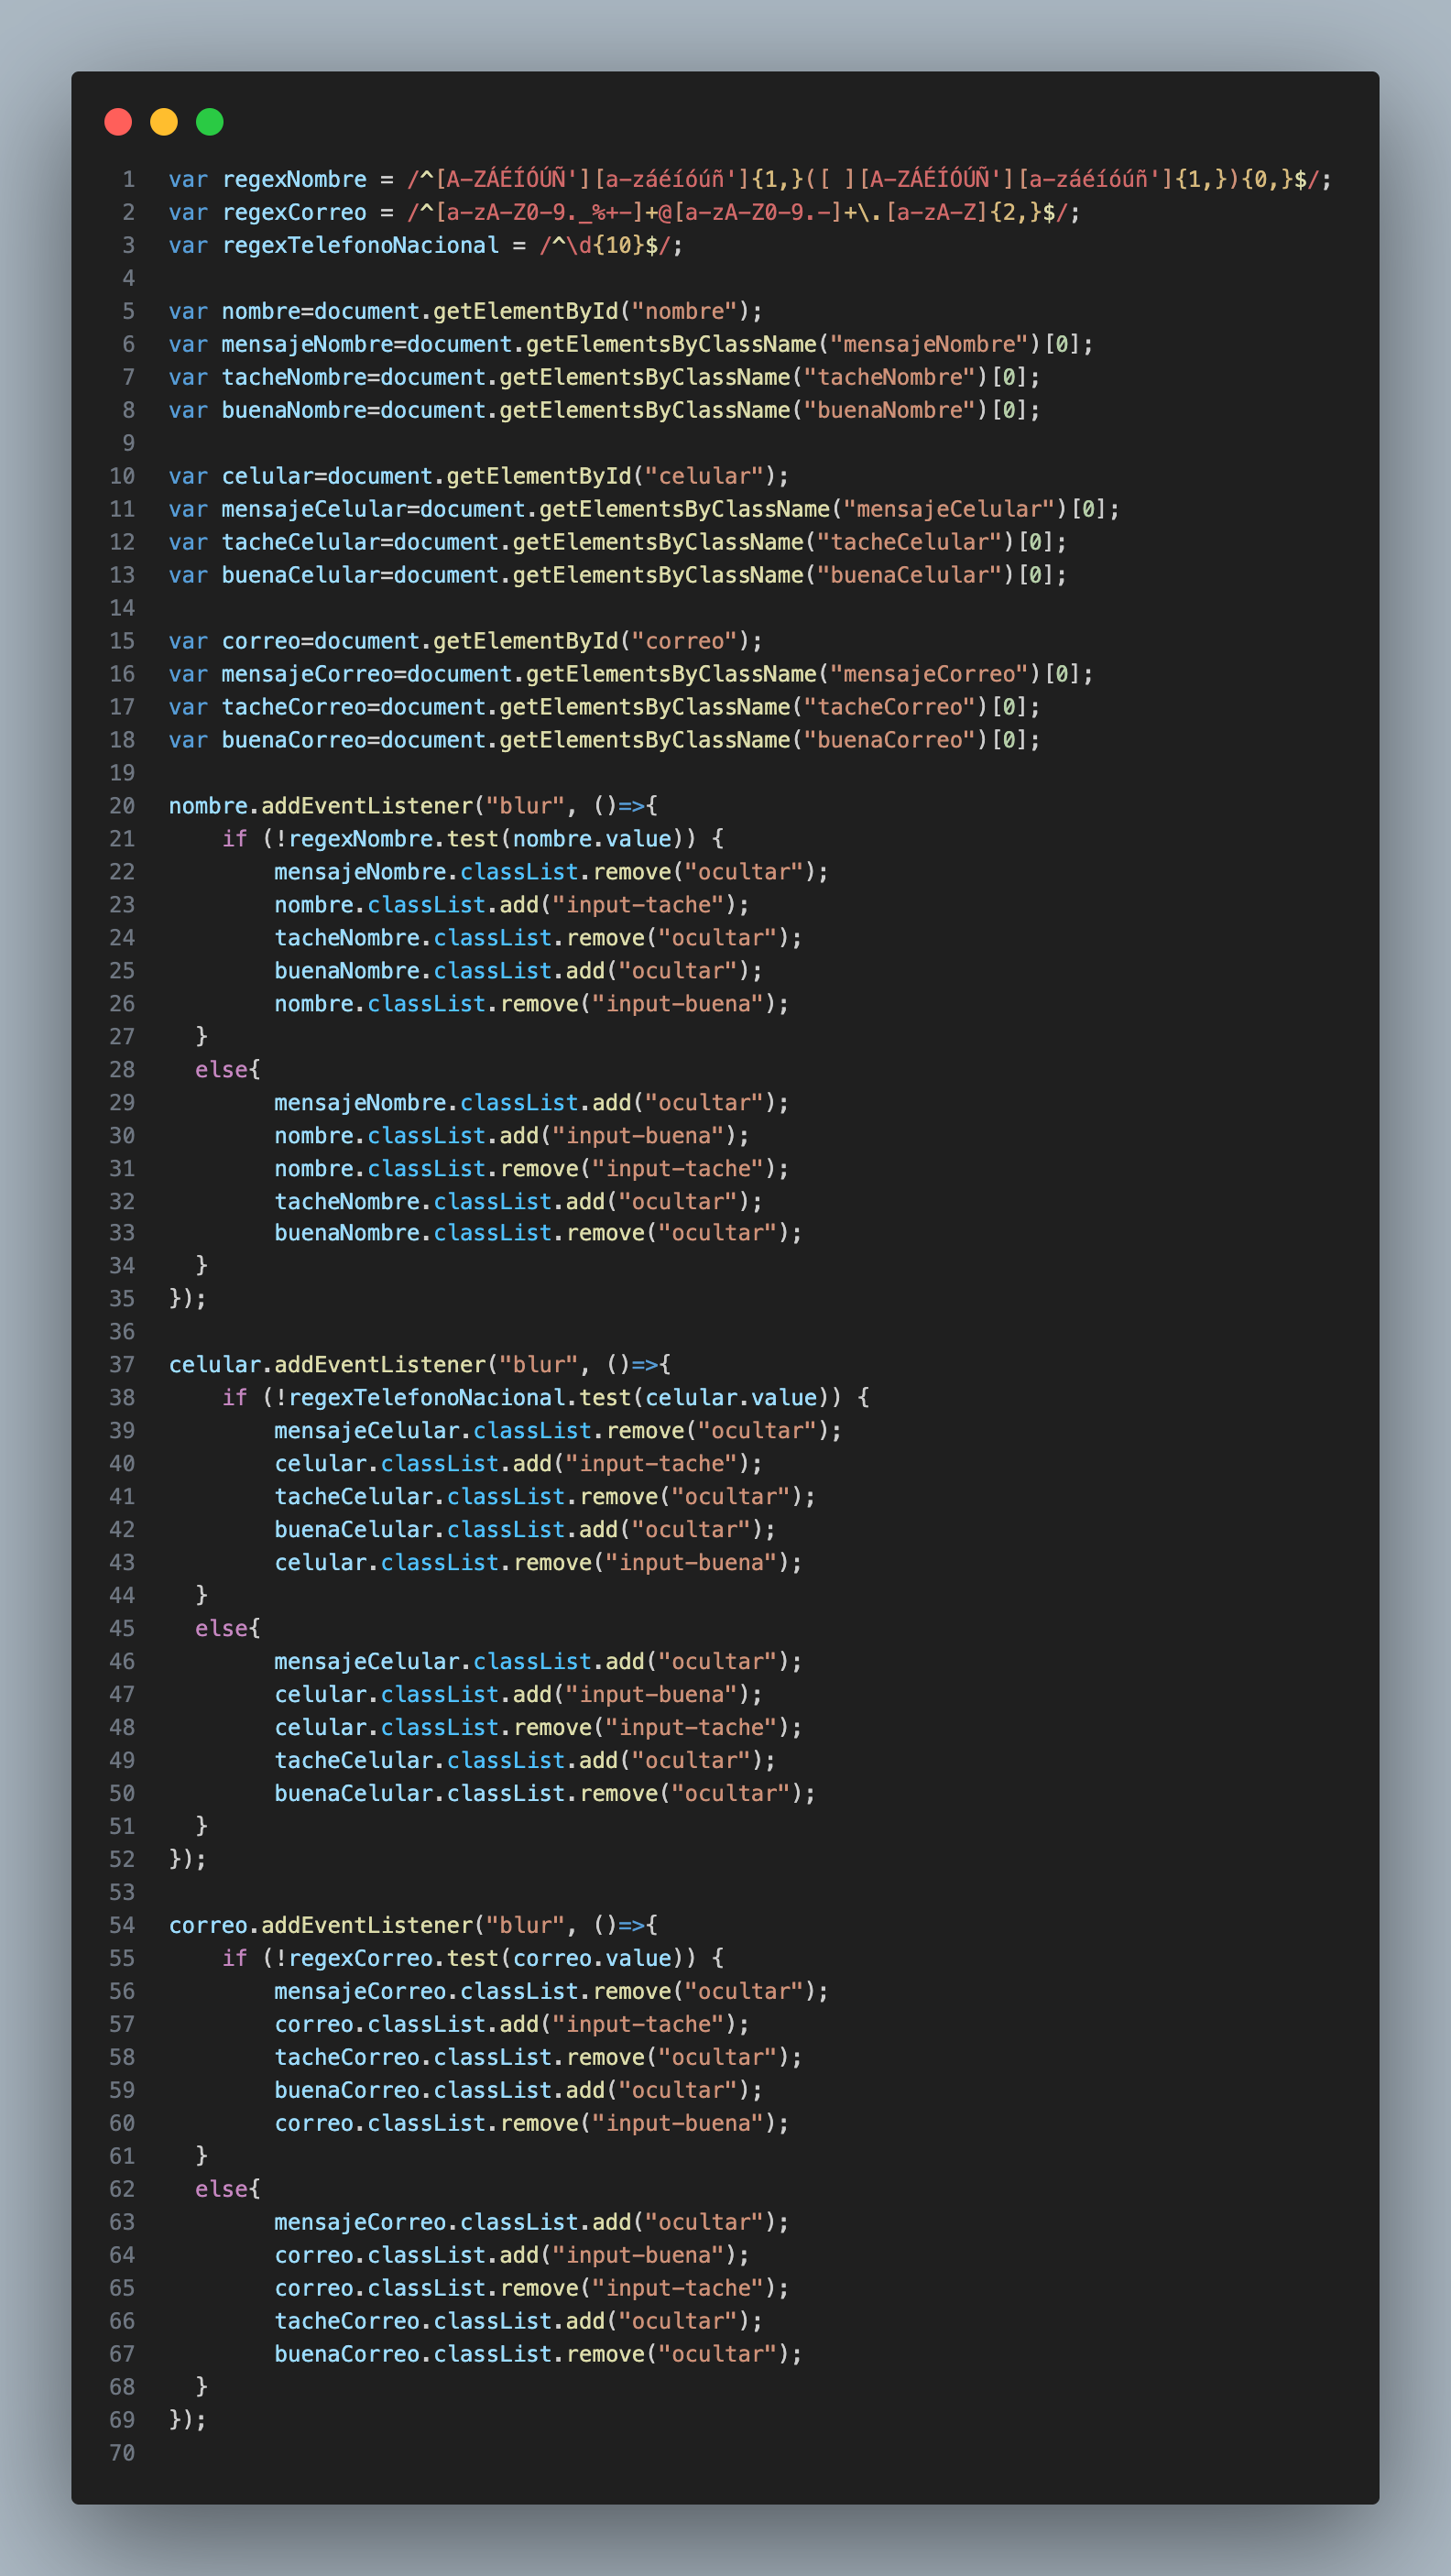 1 var regexNombre = /^[A-ZÁÉÍÓÚÑ'][a-záéíóúñ']{1,}([ ][A-ZÁÉÍÓÚÑ'][a-záéíóúñ']{1,}){0,}$/;
2 var regexCorreo = /^[a-zA-Z0-9._%+-]+@[a-zA-Z0-9.-]+\.[a-zA-Z]{2,}$/;
3 var regexTelefonoNacional = /^\d{10}$/;
4
5 var nombre=document.getElementById("nombre");
6 var mensajeNombre=document.getElementsByClassName("mensajeNombre")[0];
7 var tacheNombre=document.getElementsByClassName("tacheNombre")[0];
8 var buenaNombre=document.getElementsByClassName("buenaNombre")[0];
9
10 var celular=document.getElementById("celular");
11 var mensajeCelular=document.getElementsByClassName("mensajeCelular")[0];
12 var tacheCelular=document.getElementsByClassName("tacheCelular")[0];
13 var buenaCelular=document.getElementsByClassName("buenaCelular")[0];
14
15 var correo=document.getElementById("correo");
16 var mensajeCorreo=document.getElementsByClassName("mensajeCorreo")[0];
17 var tacheCorreo=document.getElementsByClassName("tacheCorreo")[0];
18 var buenaCorreo=document.getElementsByClassName("buenaCorreo")[0];
19
20 nombre.addEventListener("blur", ()=>{
21     if (!regexNombre.test(nombre.value)) {
22         mensajeNombre.classList.remove("ocultar");
23         nombre.classList.add("input-tache");
24         tacheNombre.classList.remove("ocultar");
25         buenaNombre.classList.add("ocultar");
26         nombre.classList.remove("input-buena");
27   }
28   else{
29         mensajeNombre.classList.add("ocultar");
30         nombre.classList.add("input-buena");
31         nombre.classList.remove("input-tache");
32         tacheNombre.classList.add("ocultar");
33         buenaNombre.classList.remove("ocultar");
34   }
35 });
36
37 celular.addEventListener("blur", ()=>{
38     if (!regexTelefonoNacional.test(celular.value)) {
39         mensajeCelular.classList.remove("ocultar");
40         celular.classList.add("input-tache");
41         tacheCelular.classList.remove("ocultar");
42         buenaCelular.classList.add("ocultar");
43         celular.classList.remove("input-buena");
44   }
45   else{
46         mensajeCelular.classList.add("ocultar");
47         celular.classList.add("input-buena");
48         celular.classList.remove("input-tache");
49         tacheCelular.classList.add("ocultar");
50         buenaCelular.classList.remove("ocultar");
51   }
52 });
53
54 correo.addEventListener("blur", ()=>{
55     if (!regexCorreo.test(correo.value)) {
56         mensajeCorreo.classList.remove("ocultar");
57         correo.classList.add("input-tache");
58         tacheCorreo.classList.remove("ocultar");
59         buenaCorreo.classList.add("ocultar");
60         correo.classList.remove("input-buena");
61   }
62   else{
63         mensajeCorreo.classList.add("ocultar");
64         correo.classList.add("input-buena");
65         correo.classList.remove("input-tache");
66         tacheCorreo.classList.add("ocultar");
67         buenaCorreo.classList.remove("ocultar");
68   }
69 });
70